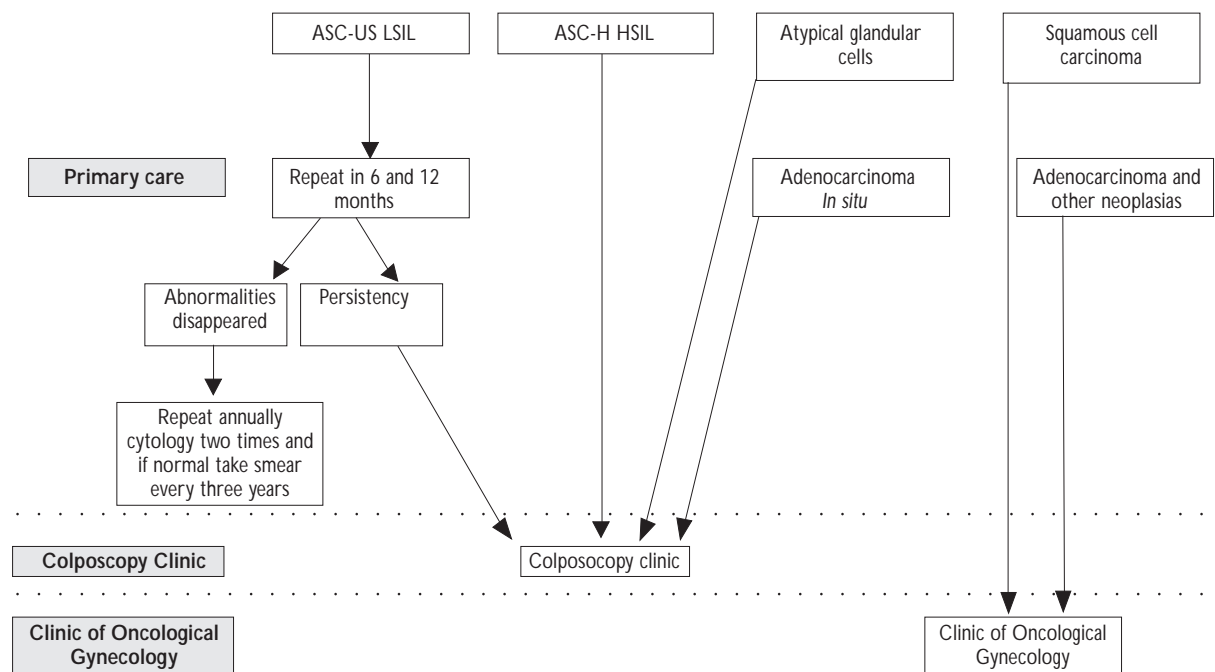 ASC-US LSIL
ASC-H HSIL
Atypical glandular
cells
Squamous cell
carcinoma
Primary care
Repeat in 6 and 12
months
Adenocarcinoma
In situ
Adenocarcinoma and
other neoplasias
Abnormalities
disappeared
Persistency
Repeat annually
cytology two times and
if normal take smear
every three years
Colposcopy Clinic
Colposocopy clinic
Clinic of Oncological
Gynecology
Clinic of Oncological
Gynecology